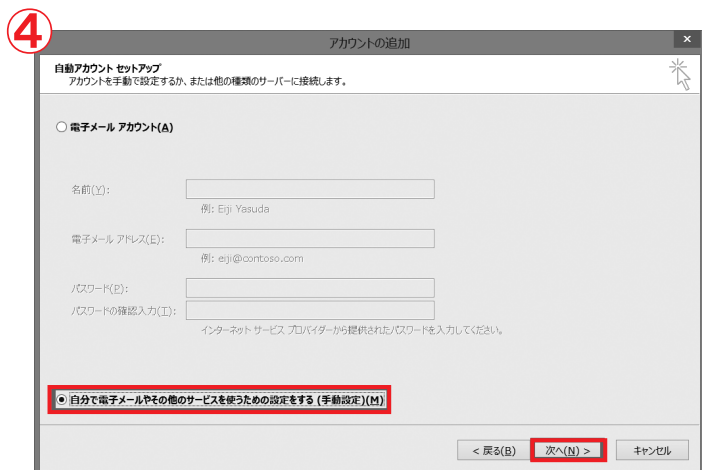 ④
アカウントの追加
×
自動アカウント セットアップ
アカウントを手動で設定するか、または他の種類のサーバーに接続します。
電子メール アカウント(A)
名前(Y):
例: Eiji Yasuda
電子メール アドレス(E):
例: eiji@contoso.com
パスワード(P):
パスワードの確認入力(T):
インターネット サービス プロバイダーから提供されたパスワードを入力してください。
自分で電子メールやその他のサービスを使うための設定をする (手動設定)(M)
< 戻る(B) 次へ(N) > キャンセル